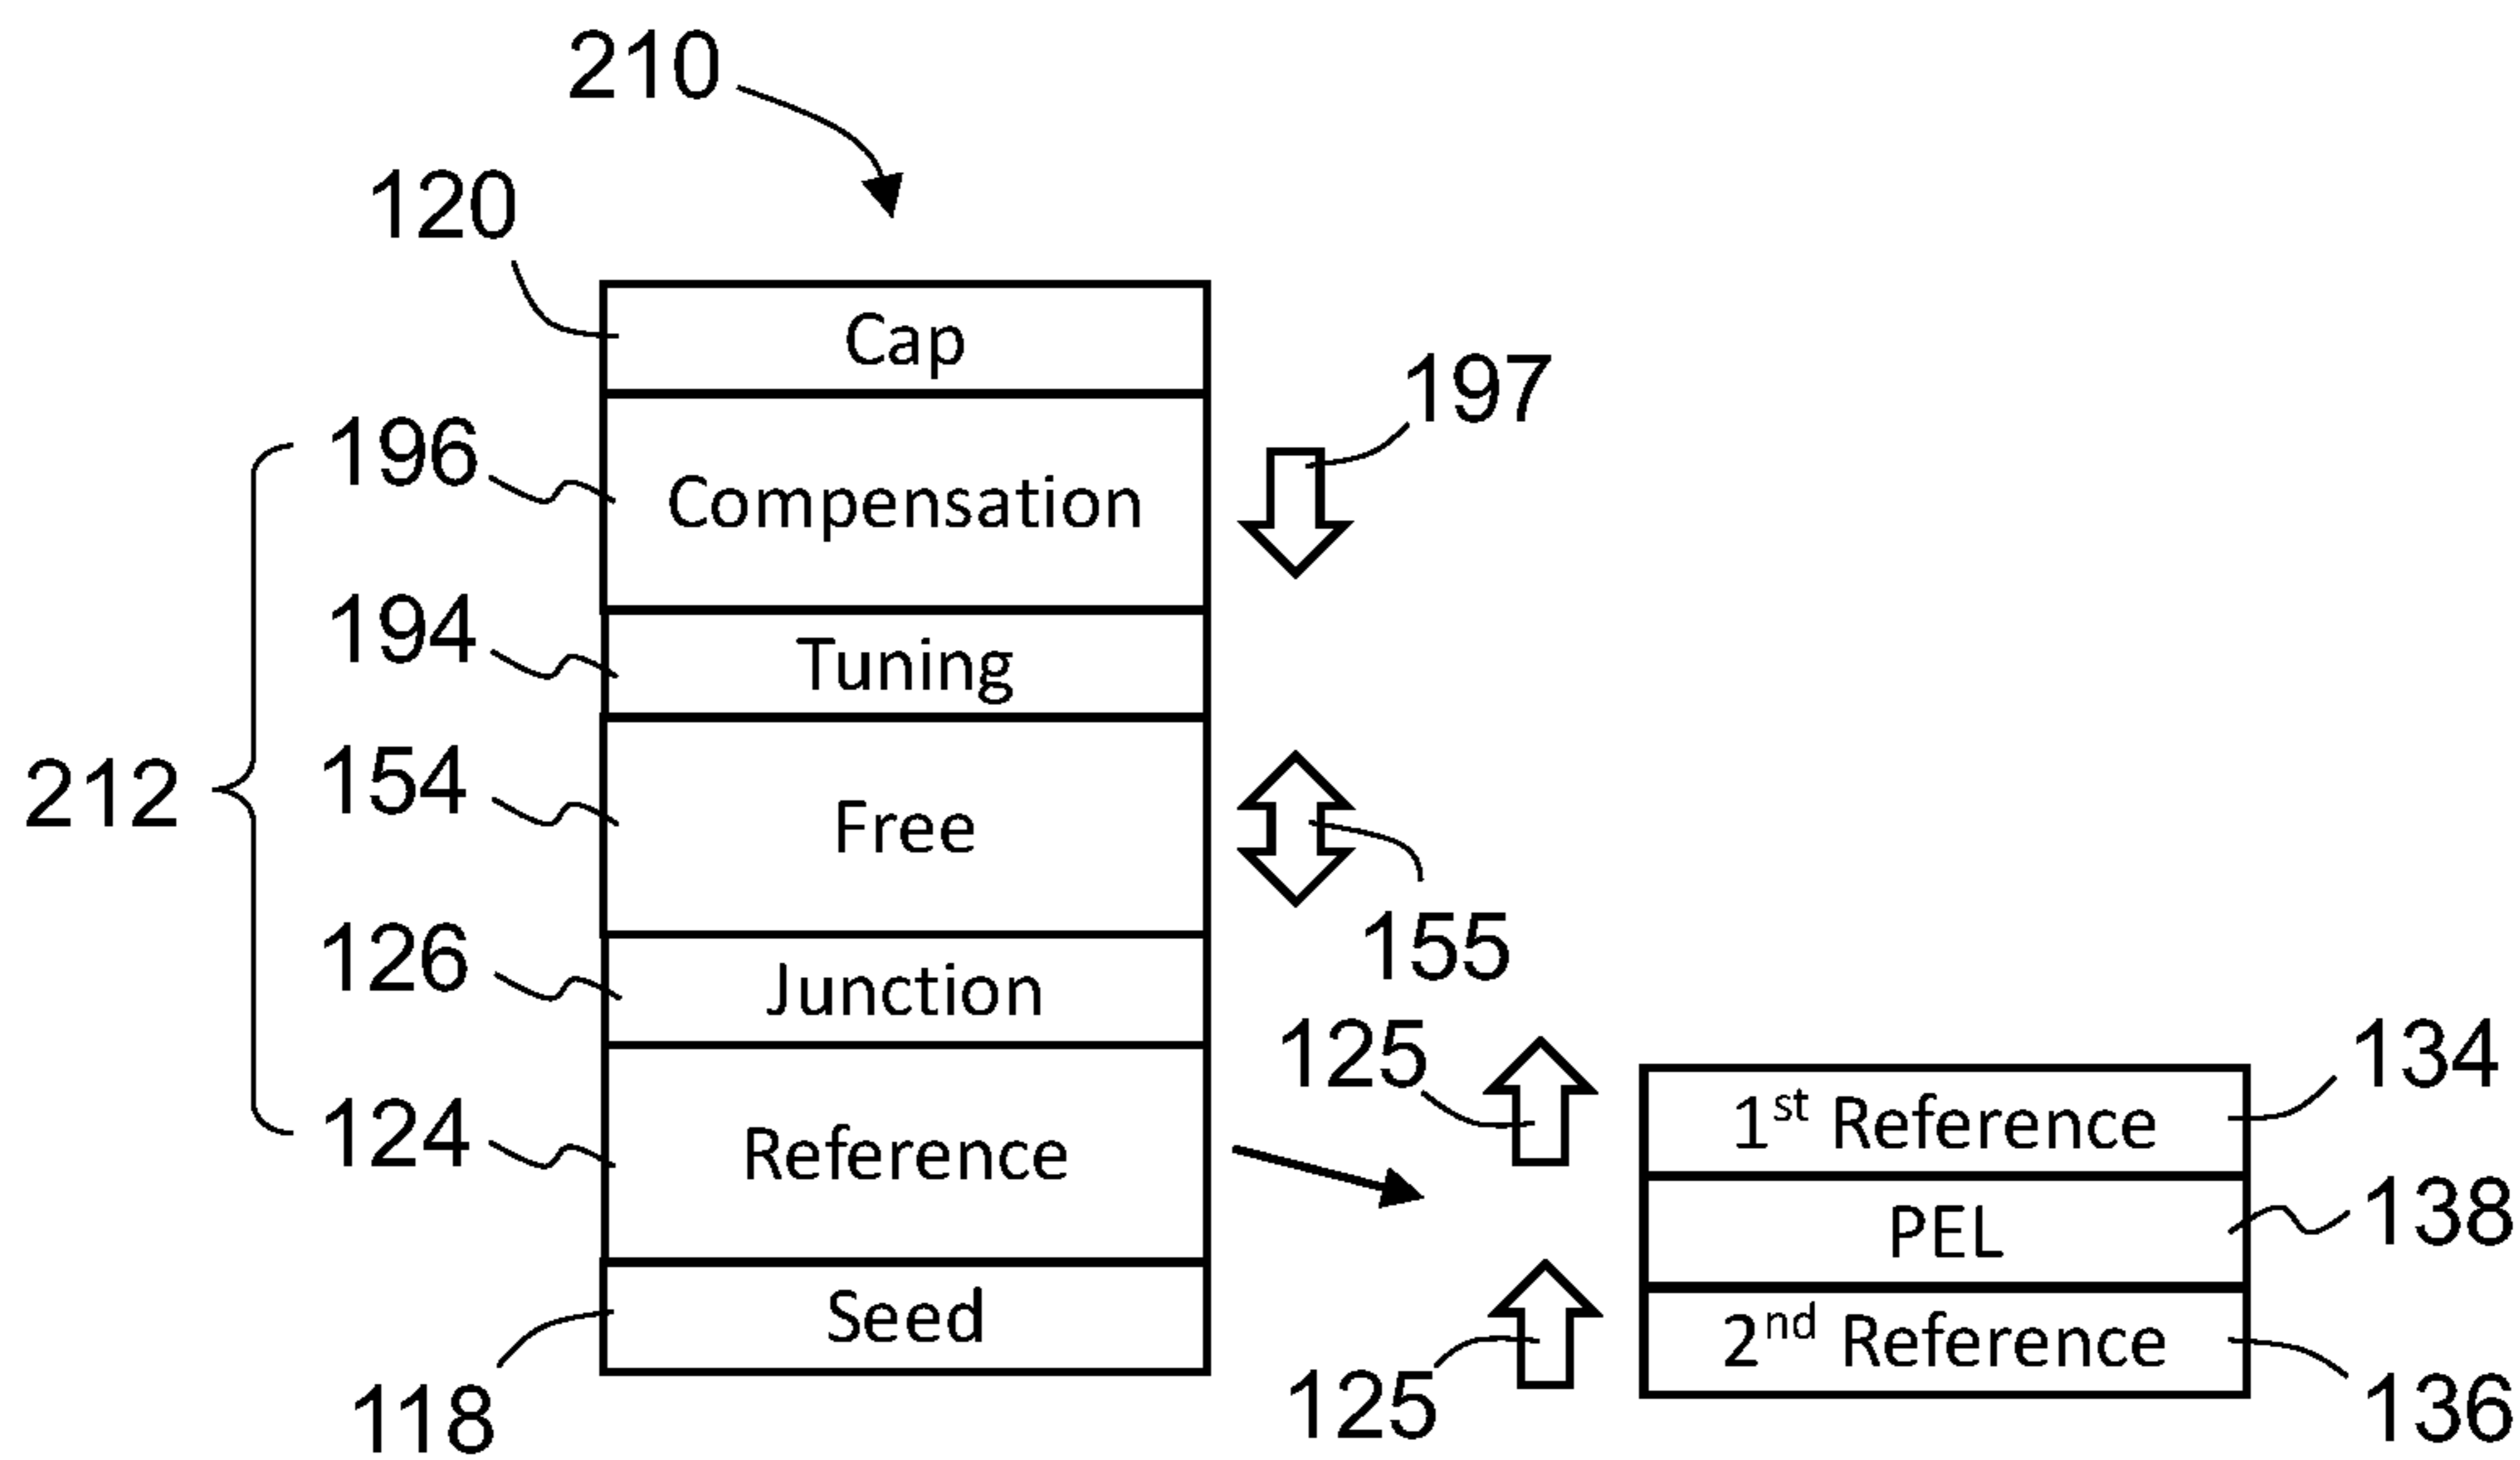 210
120
Cap
197
196
Compensation
194
Tuning
212
154
Free
155
126
Junction
125
134
1st Reference
124
Reference
138
PEL
Seed
2nd Reference
118
125
136